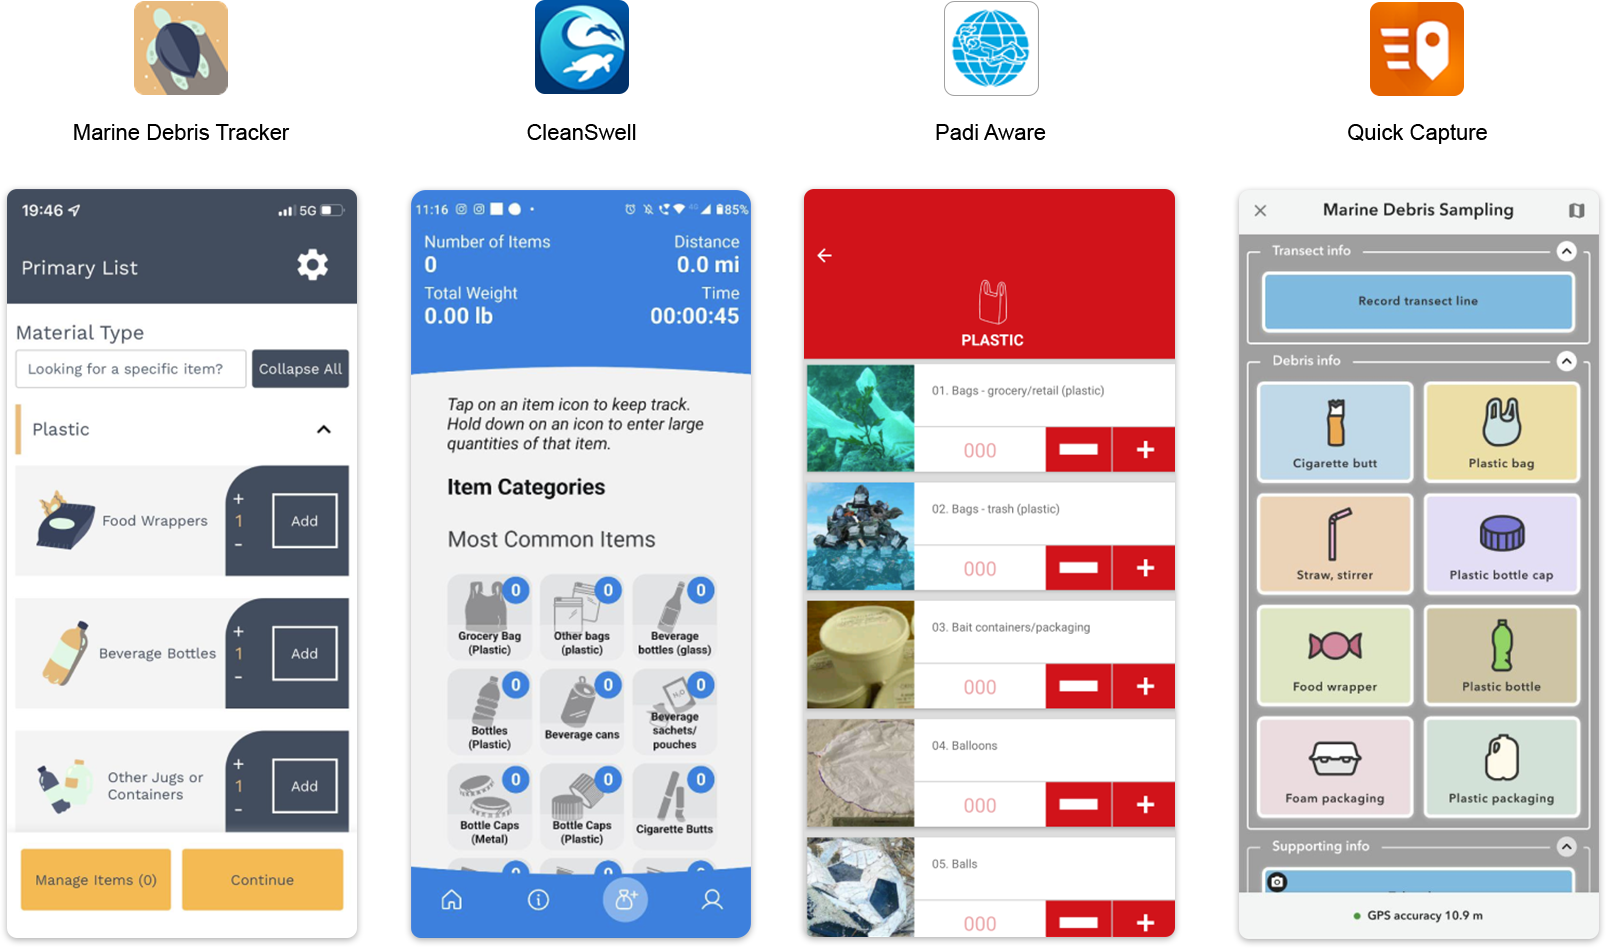 Marine Debris Tracker
CleanSwell
Padi Aware
Quick Capture
19:46
5G
Primary List
Material Type
Looking for a specific item?
Collapse All
Plastic
Food Wrappers
+
1
-
Add
Beverage Bottles
+
1
-
Add
Other Jugs or
Containers
+
1
-
Add
Manage Items (0)
Continue
11:16
4G
85%
Number of Items
0
Distance
0.0 mi
Total Weight
0.00 lb
Time
00:00:45
Tap on an item icon to keep track.
Hold down on an icon to enter large
quantities of that item.
Item Categories
Most Common Items
0
Grocery Bag
(Plastic)
0
Other bags
(plastic)
0
Beverage
bottles (glass)
0
Bottles
(Plastic)
0
Beverage cans
0
H₂O
Beverage
sachets/
pouches
0
Bottle Caps
(Metal)
0
Bottle Caps
(Plastic)
0
Cigarette Butts
0
0
0
PLASTIC
01. Bags - grocery/retail (plastic)
000
+
02. Bags - trash (plastic)
000
+
03. Bait containers/packaging
000
+
04. Balloons
000
+
05. Balls
000
+
Marine Debris Sampling
Transect info
Record transect line
Debris info
Cigarette butt
Plastic bag
Straw, stirrer
Plastic bottle cap
Food wrapper
Plastic bottle
Foam packaging
Plastic packaging
Supporting info
GPS accuracy 10.9 m